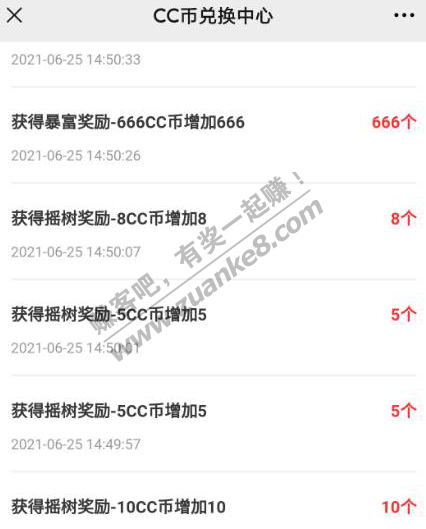 CC币兑换中心
2021-06-25 14:50:33
获得暴富奖励-666CC币增加666 666个
2021-06-25 14:50:26
获得摇树奖励-8CC币增加8 8个
2021-06-25 14:50:07
获得摇树奖励-5CC币增加5 5个
2021-06-25 14:50:01
获得摇树奖励-5CC币增加5 5个
2021-06-25 14:49:57
获得摇树奖励-10CC币增加10 10个
赚客吧,有奖一起赚!
www.zuanke8.com